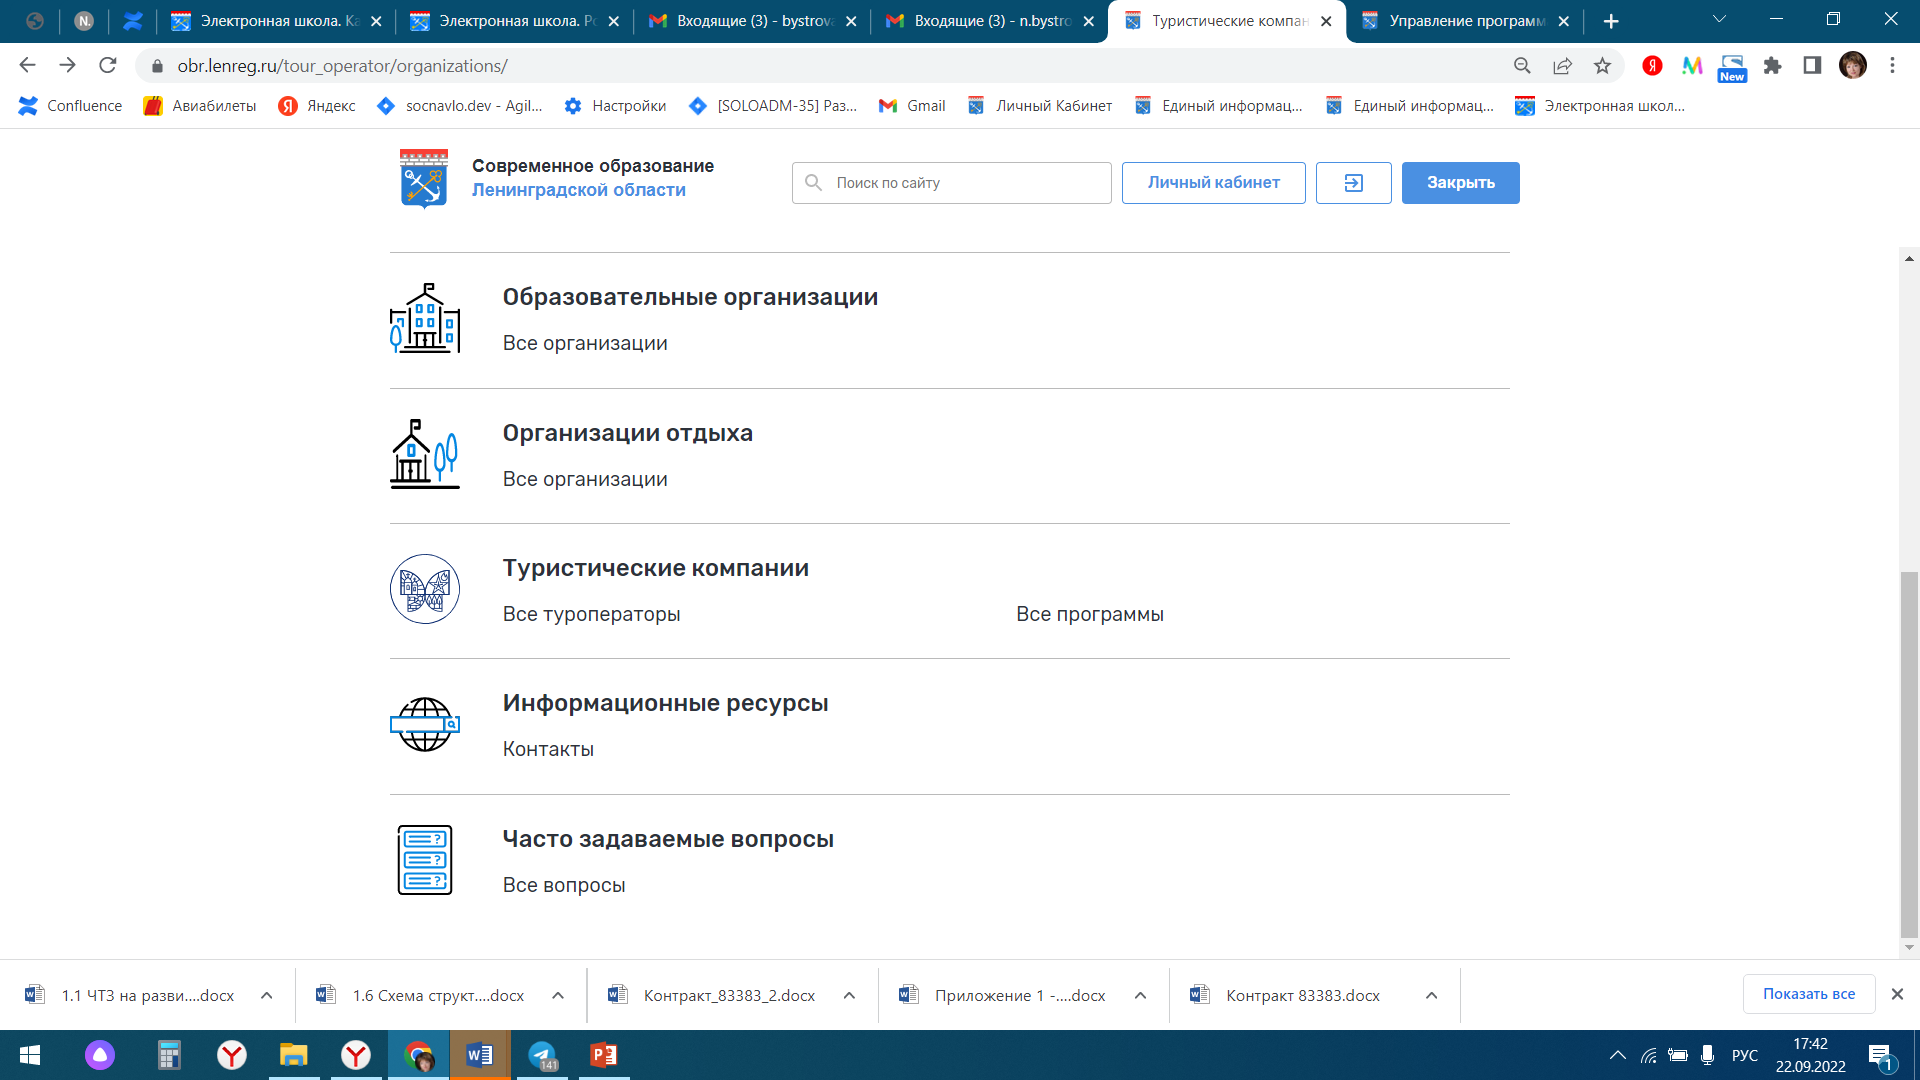 Электронная школа. Ка
Электронная школа. Ро
Входящие (3) - bystrova
Входящие (3) - n.bystro
Туристические компан
Управление программ
obr.lenreg.ru/tour_operator/organizations/
New
Confluence
Авиабилеты
Яндекс
socnavlo.dev - Agil...
Настройки
[SOLOADM-35] Раз...
Gmail
Личный Кабинет
Единый информац...
Единый информац...
Электронная школ...
Современное образование
Ленинградской области
Поиск по сайту
Личный кабинет
Закрыть
Образовательные организации
Все организации
Организации отдыха
Все организации
Туристические компании
Все туроператоры
Все программы
Информационные ресурсы
Контакты
Часто задаваемые вопросы
Все вопросы
1.1 ЧТЗ на разви....docx
1.6 Схема структ....docx
Контракт_83383_2.docx
Приложение 1 -....docx
Контракт 83383.docx
Показать все
141
РУС
17:42
22.09.2022
1